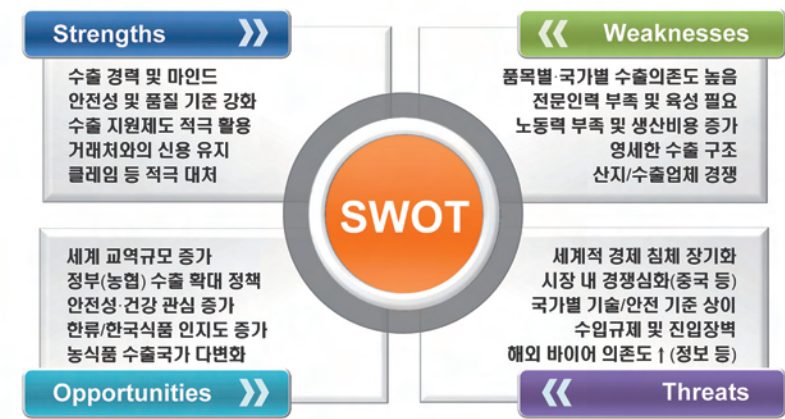 Strengths
수출 경력 및 마인드
안전성 및 품질 기준 강화
수출 지원제도 적극 활용
거래처와의 신용 유지
클레임 등 적극 대처
Weaknesses
품목별·국가별 수출의존도 높음
전문인력 부족 및 육성 필요
노동력 부족 및 생산비용 증가
영세한 수출 구조
산지/수출업체 경쟁
SWOT
세계 교역규모 증가
정부(농협) 수출 확대 정책
안전성·건강 관심 증가
한류/한국식품 인지도 증가
농식품 수출국가 다변화
Opportunities
세계적 경제 침체 장기화
시장 내 경쟁심화(중국 등)
국가별 기술/안전 기준 상이
수입규제 및 진입장벽
해외 바이어 의존도↑(정보 등)
Threats